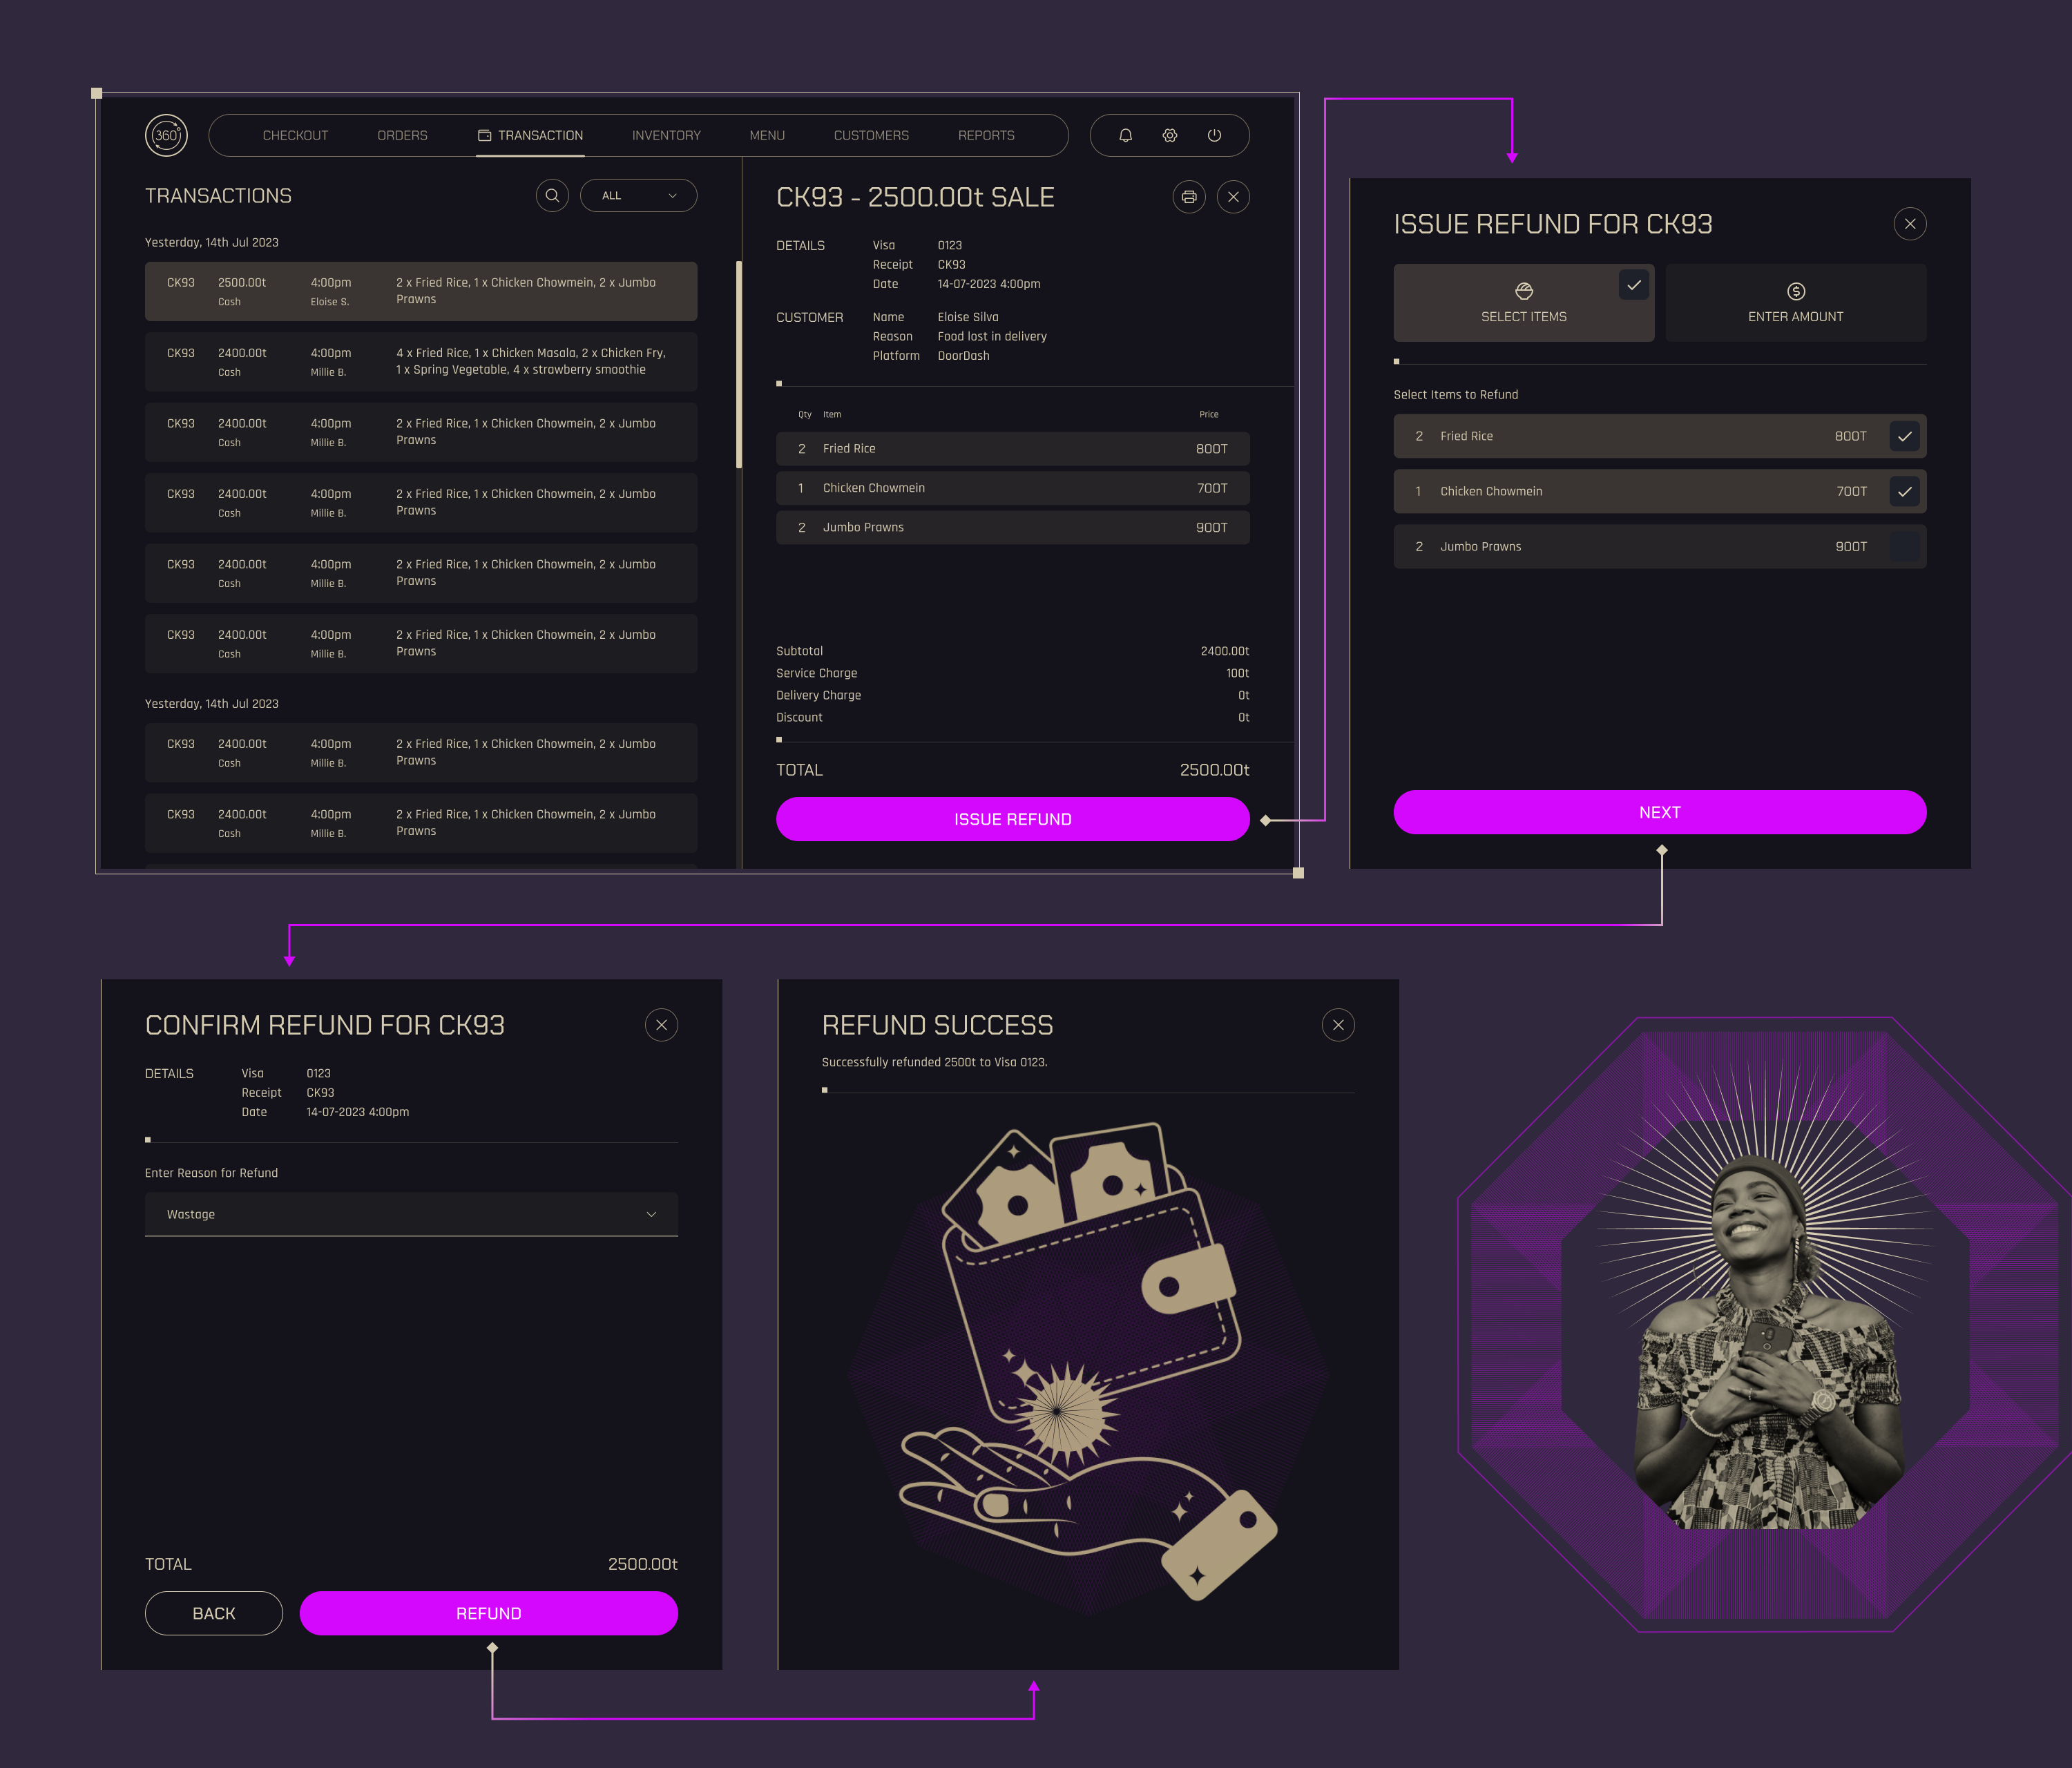 360°
CHECKOUT
ORDERS
TRANSACTION
INVENTORY
MENU
CUSTOMERS
REPORTS
TRANSACTIONS
ALL
Yesterday, 14th Jul 2023
CK93 2500.00t 4:00pm 2 x Fried Rice, 1 x Chicken Chowmein, 2 x Jumbo
Cash Eloise S. Prawns
CK93 2400.00t 4:00pm 4 x Fried Rice, 1 x Chicken Masala, 2 x Chicken Fry,
Cash Millie B. 1 x Spring Vegetable, 4 x strawberry smoothie
CK93 2400.00t 4:00pm 2 x Fried Rice, 1 x Chicken Chowmein, 2 x Jumbo
Cash Millie B. Prawns
CK93 2400.00t 4:00pm 2 x Fried Rice, 1 x Chicken Chowmein, 2 x Jumbo
Cash Millie B. Prawns
CK93 2400.00t 4:00pm 2 x Fried Rice, 1 x Chicken Chowmein, 2 x Jumbo
Cash Millie B. Prawns
CK93 2400.00t 4:00pm 2 x Fried Rice, 1 x Chicken Chowmein, 2 x Jumbo
Cash Millie B. Prawns
Yesterday, 14th Jul 2023
CK93 2400.00t 4:00pm 2 x Fried Rice, 1 x Chicken Chowmein, 2 x Jumbo
Cash Millie B. Prawns
CK93 2400.00t 4:00pm 2 x Fried Rice, 1 x Chicken Chowmein, 2 x Jumbo
Cash Millie B. Prawns
CK93 - 2500.00t SALE
DETAILS Visa 0123
Receipt CK93
Date 14-07-2023 4:00pm
CUSTOMER Name Eloise Silva
Reason Food lost in delivery
Platform DoorDash
Qty Item Price
2 Fried Rice 800T
1 Chicken Chowmein 700T
2 Jumbo Prawns 900T
Subtotal 2400.00t
Service Charge 100t
Delivery Charge 0t
Discount 0t
TOTAL 2500.00t
ISSUE REFUND
ISSUE REFUND FOR CK93
SELECT ITEMS
ENTER AMOUNT
Select Items to Refund
2 Fried Rice 800T
1 Chicken Chowmein 700T
2 Jumbo Prawns 900T
NEXT
CONFIRM REFUND FOR CK93
DETAILS Visa 0123
Receipt CK93
Date 14-07-2023 4:00pm
Enter Reason for Refund
Wastage
TOTAL 2500.00t
BACK
REFUND
REFUND SUCCESS
Successfully refunded 2500t to Visa 0123.